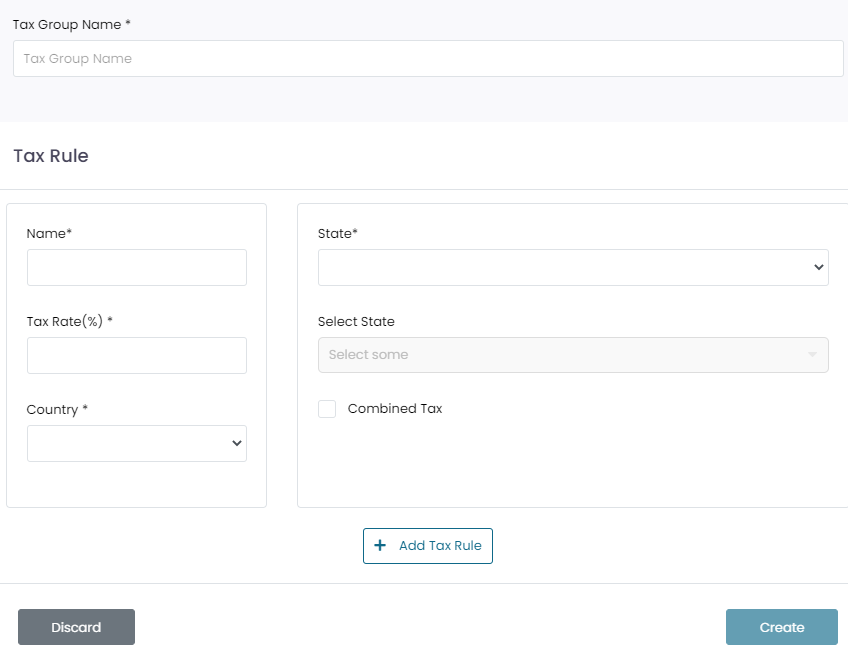 Tax Group Name *
Tax Group Name
Tax Rule
Name*
Tax Rate(%) *
Country *
State*
Select State
Select some
Combined Tax
Add Tax Rule
Discard
Create